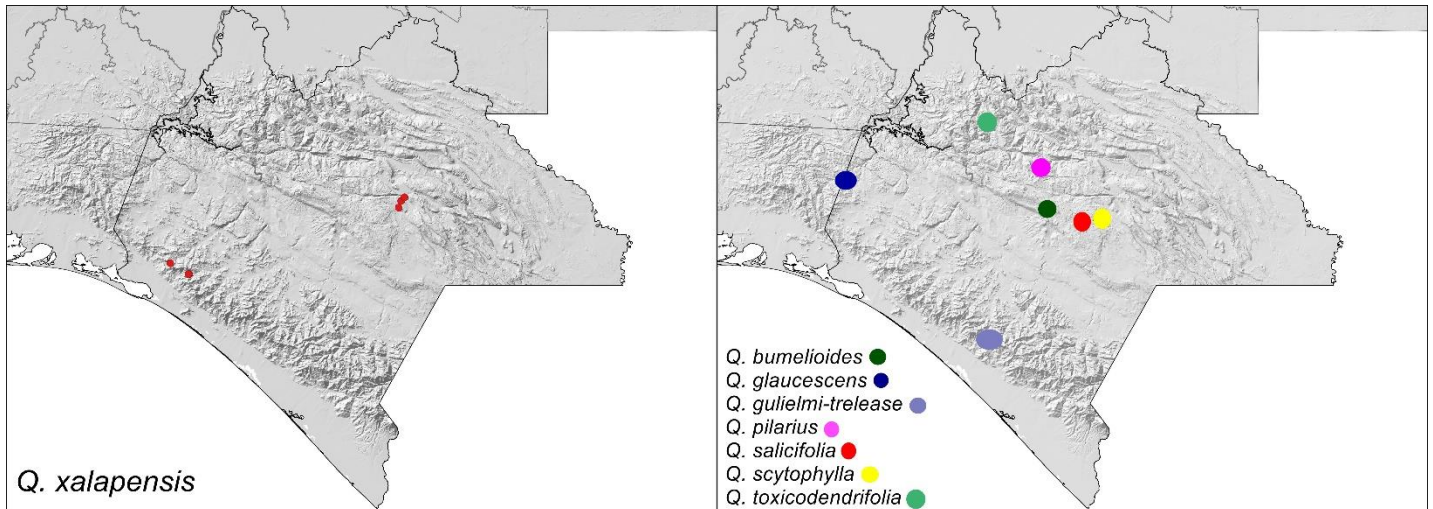 Q. xalapensis
Q. bumelioides
Q. glaucescens
Q. gulielmi-trelease
Q. pilarius
Q. salicifolia
Q. scytophylla
Q. toxicodendrifolia